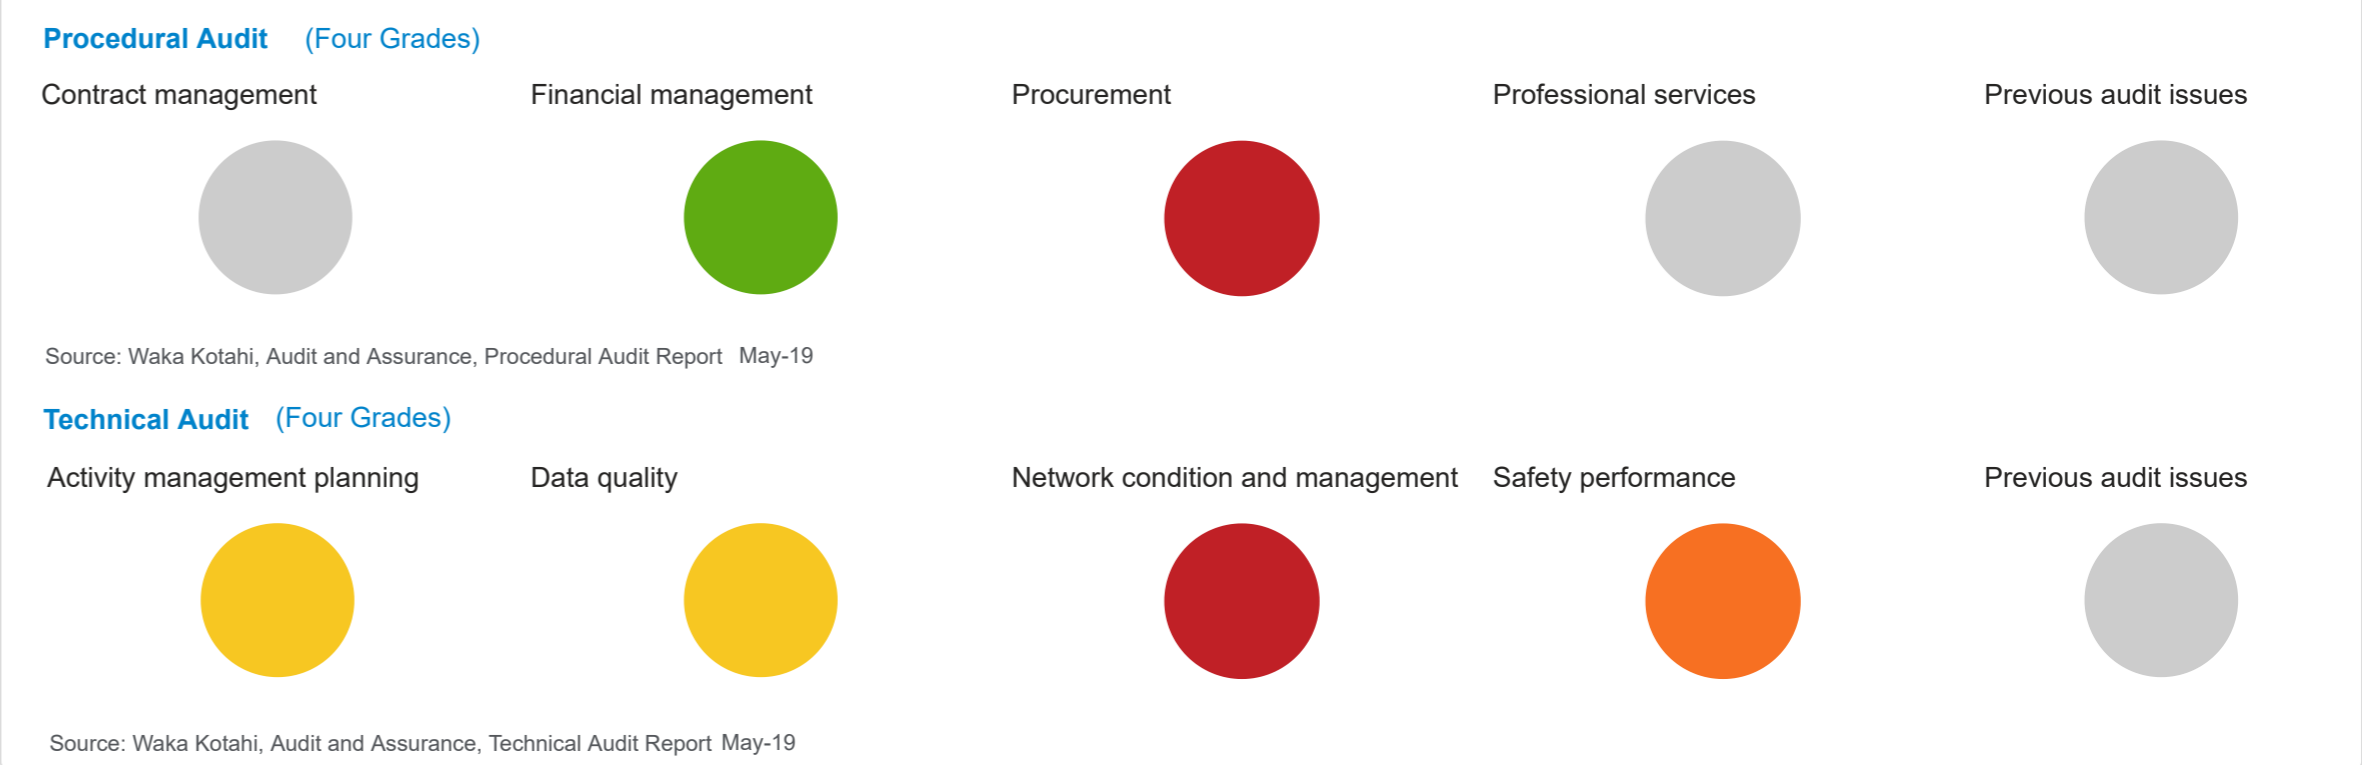 Procedural Audit (Four Grades)
Contract management Financial management Procurement Professional services Previous audit issues
Source: Waka Kotahi, Audit and Assurance, Procedural Audit Report May-19
Technical Audit (Four Grades)
Activity management planning Data quality Network condition and management Safety performance Previous audit issues
Source: Waka Kotahi, Audit and Assurance, Technical Audit Report May-19